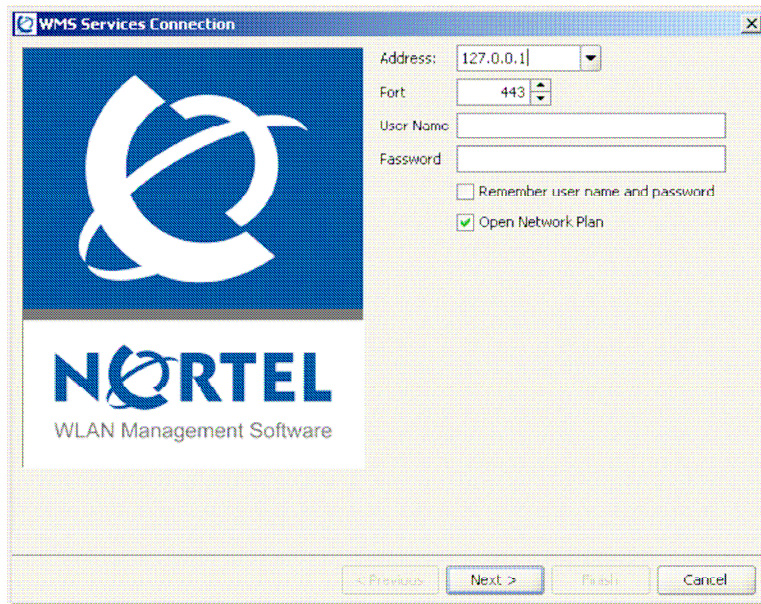 WMS Services Connection
Address: 127.0.0.1
Port 443
User Name
Password
Remember user name and password
Open Network Plan
NORTEL
WLAN Management Software
< Previous Next > Finish Cancel